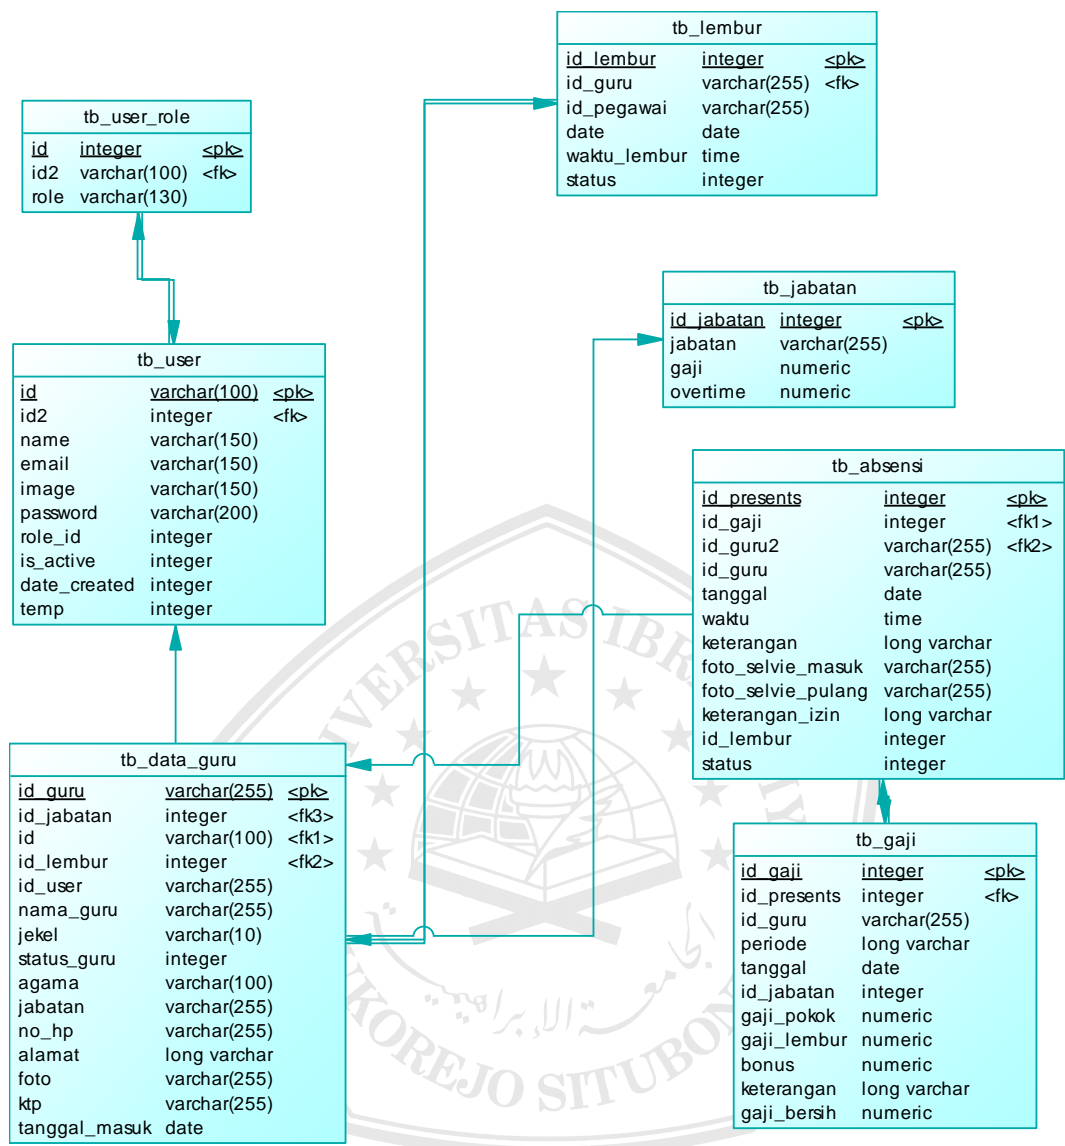 tb_lembur
id_lembur integer <pk>
id_guru varchar(255) <fk>
id_pegawai varchar(255)
date date
waktu_lembur time
status integer
tb_user_role
id integer <pk>
id2 varchar(100) <fk>
role varchar(130)
tb_jabatan
id_jabatan integer <pk>
jabatan varchar(255)
gaji numeric
overtime numeric
tb_user
id varchar(100) <pk>
id2 integer <fk>
name varchar(150)
email varchar(150)
image varchar(150)
password varchar(200)
role_id integer
is_active integer
date_created integer
temp integer
tb_absensi
id_presents integer <pk>
id_gaji integer <fk1>
id_guru2 varchar(255) <fk2>
id_guru varchar(255)
tanggal date
waktu time
keterangan long varchar
foto_selvie_masuk varchar(255)
foto_selvie_pulang varchar(255)
keterangan_izin long varchar
id_lembur integer
status integer
tb_data_guru
id_guru varchar(255) <pk>
id_jabatan integer <fk3>
id varchar(100) <fk1>
id_lembur integer <fk2>
id_user varchar(255)
nama_guru varchar(255)
jekel varchar(10)
status_guru integer
agama varchar(100)
jabatan varchar(255)
no_hp varchar(255)
alamat long varchar
foto varchar(255)
ktp varchar(255)
tanggal_masuk date
tb_gaji
id_gaji integer <pk>
id_presents integer <fk>
id_guru varchar(255)
periode long varchar
tanggal date
id_jabatan integer
gaji_pokok numeric
gaji_lembur numeric
bonus numeric
keterangan long varchar
gaji_bersih numeric